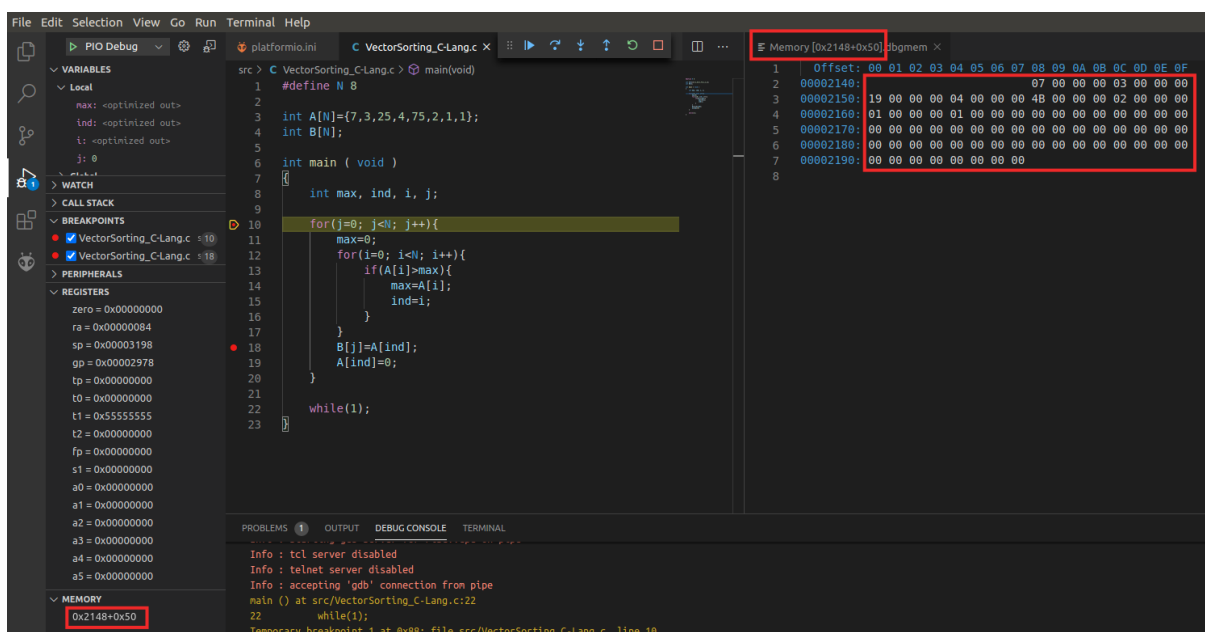 File Edit Selection View Go Run Terminal Help
PIO Debug
VARIABLES
Local
max: <optimized out>
ind: <optimized out>
i: <optimized out>
j: 0
WATCH
CALL STACK
BREAKPOINTS
VectorSorting_C-Lang.c s 10
VectorSorting_C-Lang.c s 18
PERIPHERALS
REGISTERS
zero = 0x00000000
ra = 0x00000084
sp = 0x00003198
gp = 0x00002978
tp = 0x00000000
t0 = 0x00000000
t1 = 0x55555555
t2 = 0x00000000
fp = 0x00000000
s1 = 0x00000000
a0 = 0x00000000
a1 = 0x00000000
a2 = 0x00000000
a3 = 0x00000000
a4 = 0x00000000
a5 = 0x00000000
MEMORY
0x2148+0x50
platformio.ini C VectorSorting_C-Lang.c
src > C VectorSorting_C-Lang.c > main(void)
1 #define N 8
2
3 int A[N]={7,3,25,4,75,2,1,1};
4 int B[N];
5
6 int main ( void )
7 {
8 int max, ind, i, j;
9
10 for(j=0; j<N; j++){
11 max=0;
12 for(i=0; i<N; i++){
13 if(A[i]>max){
14 max=A[i];
15 ind=i;
16 }
17 }
18 B[j]=A[ind];
19 A[ind]=0;
20 }
21
22 while(1);
23 }
Memory [0x2148+0x50].dbgmem
1 Offset: 00 01 02 03 04 05 06 07 08 09 0A 0B 0C 0D 0E 0F
2 00002140: 07 00 00 00 03 00 00 00
3 00002150: 19 00 00 00 04 00 00 00 4B 00 00 00 02 00 00 00
4 00002160: 01 00 00 00 01 00 00 00 00 00 00 00 00 00 00 00
5 00002170: 00 00 00 00 00 00 00 00 00 00 00 00 00 00 00 00
6 00002180: 00 00 00 00 00 00 00 00 00 00 00 00 00 00 00 00
7 00002190: 00 00 00 00 00 00 00 00
8
PROBLEMS 1 OUTPUT DEBUG CONSOLE TERMINAL
Info : tcl server disabled
Info : telnet server disabled
Info : accepting 'gdb' connection from pipe
main () at src/VectorSorting_C-Lang.c:22
22 while(1);
Temporary breakpoint 1 at 0x88: file src/VectorSorting_C-Lang.c, line 10.